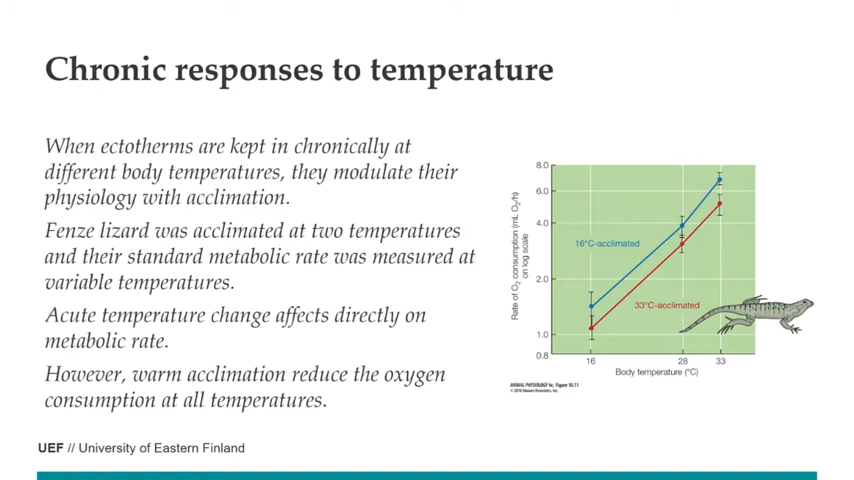 Chronic responses to temperature
When ectotherms are kept in chronically at
different body temperatures, they modulate their
physiology with acclimation.
Fenze lizard was acclimated at two temperatures
and their standard metabolic rate was measured at
variable temperatures.
Acute temperature change affects directly on
metabolic rate.
However, warm acclimation reduce the oxygen
consumption at all temperatures.
Rate of O2 consumption (mL O2/h)
on log scale
8.0
6.0
4.0
2.0
1.0
0.8
16°C-acclimated
33°C-acclimated
16
28
33
Body temperature (°C)
ANIMAL PHYSIOLOGY 4e, Figure 10.11
© 2016 Sinauer Associates, Inc.
UEF // University of Eastern Finland